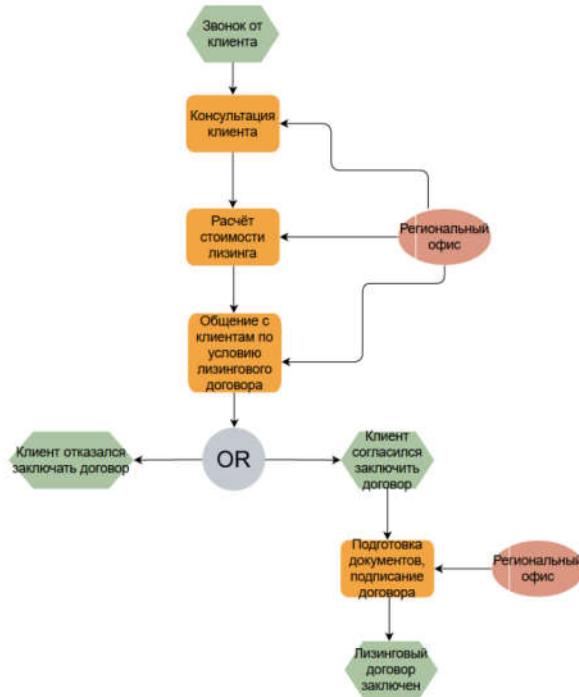 Звонок от
клиента
Консультация
клиента
Расчёт
стоимости
лизинга
Региональный
офис
Общение с
клиентам по
условию
лизингового
договора
Клиент отказался
заключать договор
OR
Клиент
согласился
заключить
договор
Подготовка
документов,
подписание
договора
Региональный
офис
Лизинговый
договор
заключен